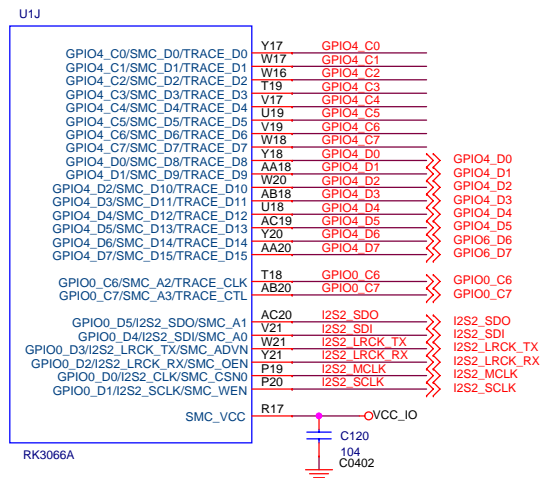 U1J
GPIO4_C0/SMC_D0/TRACE_D0 Y17 GPIO4_C0
GPIO4_C1/SMC_D1/TRACE_D1 W17 GPIO4_C1
GPIO4_C2/SMC_D2/TRACE_D2 W16 GPIO4_C2
GPIO4_C3/SMC_D3/TRACE_D3 T19 GPIO4_C3
GPIO4_C4/SMC_D4/TRACE_D4 V17 GPIO4_C4
GPIO4_C5/SMC_D5/TRACE_D5 U19 GPIO4_C5
GPIO4_C6/SMC_D6/TRACE_D6 V19 GPIO4_C6
GPIO4_C7/SMC_D7/TRACE_D7 W18 GPIO4_C7
GPIO4_D0/SMC_D8/TRACE_D8 Y18 GPIO4_D0 GPIO4_D0
GPIO4_D1/SMC_D9/TRACE_D9 AA18 GPIO4_D1 GPIO4_D1
GPIO4_D2/SMC_D10/TRACE_D10 W20 GPIO4_D2 GPIO4_D2
GPIO4_D3/SMC_D11/TRACE_D11 AB18 GPIO4_D3 GPIO4_D3
GPIO4_D4/SMC_D12/TRACE_D12 U18 GPIO4_D4 GPIO4_D4
GPIO4_D5/SMC_D13/TRACE_D13 AC19 GPIO4_D5 GPIO4_D5
GPIO4_D6/SMC_D14/TRACE_D14 Y20 GPIO4_D6 GPIO6_D6
GPIO4_D7/SMC_D15/TRACE_D15 AA20 GPIO4_D7 GPIO6_D7
GPIO0_C6/SMC_A2/TRACE_CLK T18 GPIO0_C6 GPIO0_C6
GPIO0_C7/SMC_A3/TRACE_CTL AB20 GPIO0_C7 GPIO0_C7
GPIO0_D5/I2S2_SDO/SMC_A1 AC20 I2S2_SDO I2S2_SDO
GPIO0_D4/I2S2_SDI/SMC_A0 V21 I2S2_SDI I2S2_SDI
GPIO0_D3/I2S2_LRCK_TX/SMC_ADVN W21 I2S2_LRCK_TX I2S2_LRCK_TX
GPIO0_D2/I2S2_LRCK_RX/SMC_OEN Y21 I2S2_LRCK_RX I2S2_LRCK_RX
GPIO0_D0/I2S2_CLK/SMC_CSN0 P19 I2S2_MCLK I2S2_MCLK
GPIO0_D1/I2S2_SCLK/SMC_WEN P20 I2S2_SCLK I2S2_SCLK
SMC_VCC R17 VCC_IO
C120
104
C0402
RK3066A